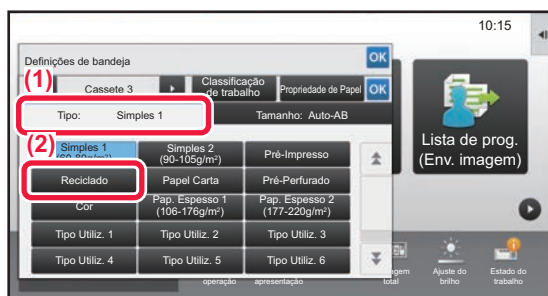 10:15
Definições de bandeja
OK
(1)
Cassete 3
Classificação
de trabalho
Propriedade de Papel
OK
Tipo: Simples 1
Tamanho: Auto-AB
(2)
Simples 1
(60-89g/m²)
Simples 2
(90-105g/m²)
Pré-Impresso
Reciclado
Papel Carta
Pré-Perfurado
Cor
Pap. Espesso 1
(106-176g/m²)
Pap. Espesso 2
(177-220g/m²)
Tipo Utiliz. 1
Tipo Utiliz. 2
Tipo Utiliz. 3
Tipo Utiliz. 4
Tipo Utiliz. 5
Tipo Utiliz. 6
Lista de prog.
(Env. imagem)
operação
apresentação
total
Ajuste do
brilho
Estado do
trabalho